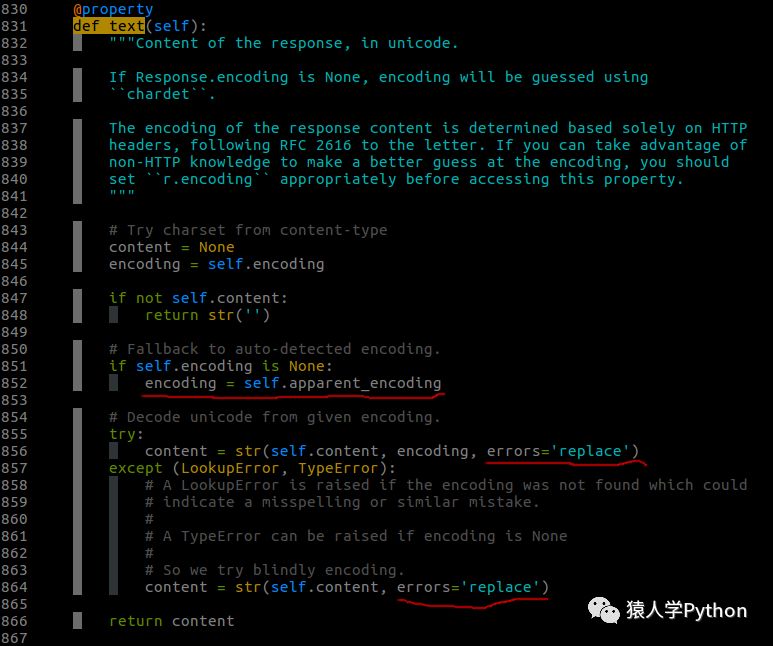 830 @property
831 def text(self):
832 """Content of the response, in unicode.
833
834 If Response.encoding is None, encoding will be guessed using
835 ``chardet``.
836
837 The encoding of the response content is determined based solely on HTTP
838 headers, following RFC 2616 to the letter. If you can take advantage of
839 non-HTTP knowledge to make a better guess at the encoding, you should
840 set ``r.encoding`` appropriately before accessing this property.
841 """
842
843 # Try charset from content-type
844 content = None
845 encoding = self.encoding
846
847 if not self.content:
848 return str('')
849
850 # Fallback to auto-detected encoding.
851 if self.encoding is None:
852 encoding = self.apparent_encoding
853
854 # Decode unicode from given encoding.
855 try:
856 content = str(self.content, encoding, errors='replace')
857 except (LookupError, TypeError):
858 # A LookupError is raised if the encoding was not found which could
859 # indicate a misspelling or similar mistake.
860 #
861 # A TypeError can be raised if encoding is None
862 #
863 # So we try blindly encoding.
864 content = str(self.content, errors='replace')
865
866 return content
867
猿人学Python